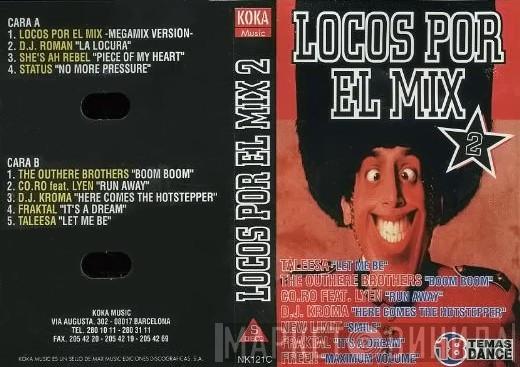 CARA A
1. LOCOS POR EL MIX -MEGAMIX VERSION-
2. D.J. ROMAN "LA LOCURA"
3. SHE'S AH REBEL "PIECE OF MY HEART"
4. STATUS "NO MORE PRESSURE"
CARA B
1. THE OUTHERE BROTHERS "BOOM BOOM"
2. CO.RO feat. LYEN "RUN AWAY"
3. D.J. KROMA "HERE COMES THE HOTSTEPPER"
4. FRAKTAL "IT'S A DREAM"
5. TALEESA "LET ME BE"
KOKA MUSIC
VIA AUGUSTA, 302 - 08017 BARCELONA
TEL. 280 10 11 - 280 31 11
FAX. 205 42 20 - 205 42 19 - 205 42 69
KOKA MUSIC ES UN SELLO DE MAX MUSIC EDICIONES DISCOGRAFICAS, S.A.
KOKA
Music
LOCOS POR EL MIX 2
5
DISCO
NK121C
LOCOS POR
EL MIX
2
TALEESA "LET ME BE"
THE OUTHERE BROTHERS "BOOM BOOM"
CO.RO FEAT. LYEN "RUN AWAY"
D.J. KROMA "HERE COMES THE HOTSTEPPER"
NEW LIMIT
FRAKTAL "IT'S A DREAM"
FREEH "MAXIMUM VOLUME"
18 TEMAS
DANCE